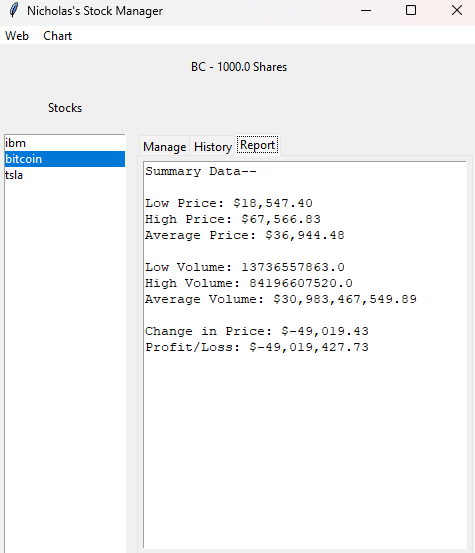 Nicholas's Stock Manager
Web Chart
BC - 1000.0 Shares
Stocks
ibm
bitcoin
tsla
Manage History Report
Summary Data--
Low Price: $18,547.40
High Price: $67,566.83
Average Price: $36,944.48
Low Volume: 13736557863.0
High Volume: 84196607520.0
Average Volume: $30,983,467,549.89
Change in Price: $-49,019.43
Profit/Loss: $-49,019,427.73